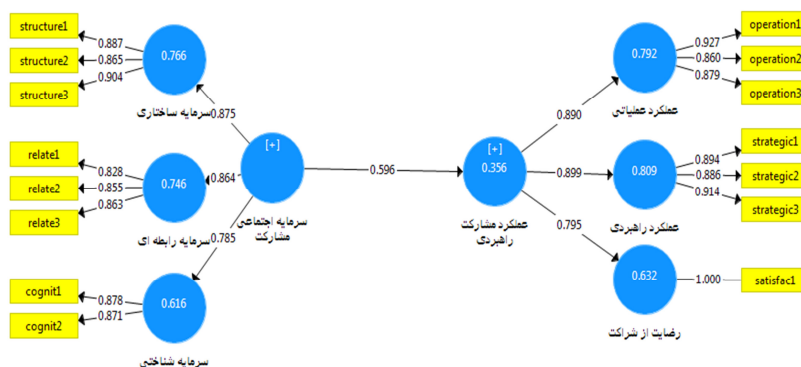 structure1
0.887
structure2
0.865
structure3
0.904
0.766
سرمایه ساختاری
0.875
relate1
0.828
relate2
0.855
relate3
0.863
0.746
سرمایه رابطه ای
0.864
cognit1
0.878
cognit2
0.871
0.616
سرمایه شناختی
0.785
[+]
سرمایه اجتماعی
مشارکت
0.596
[+]
0.356
عملکرد مشارکت
راهبردی
0.890
0.792
عملکرد عملیاتی
0.927
operation1
0.860
operation2
0.879
operation3
0.899
0.809
عملکرد راهبردی
0.894
strategic1
0.886
strategic2
0.914
strategic3
0.795
0.632
رضایت از شراکت
1.000
satisfac1